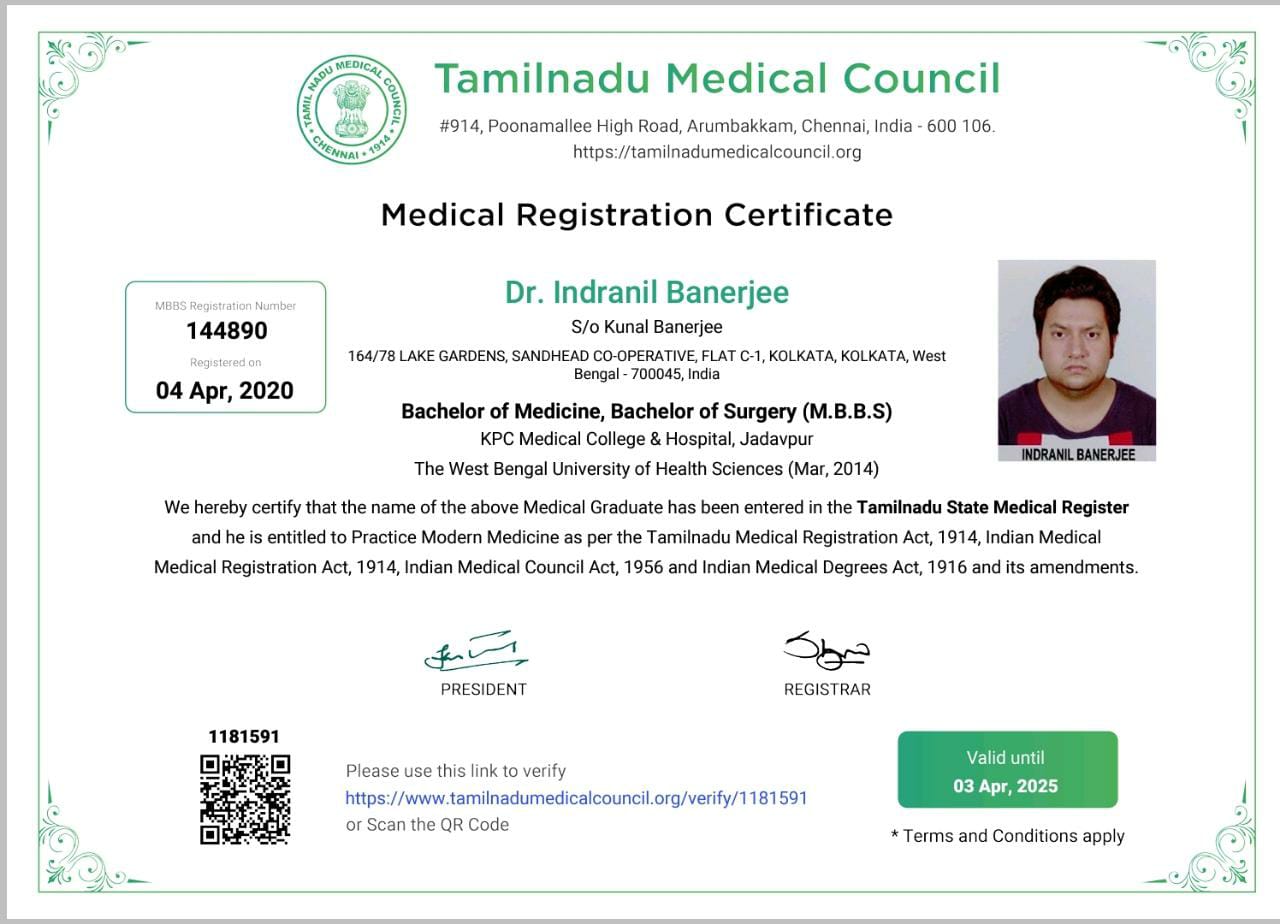 TAMIL NADU MEDICAL COUNCIL
CHENNAI • 1914
Tamilnadu Medical Council
#914, Poonamallee High Road, Arumbakkam, Chennai, India - 600 106.
https://tamilnadumedicalcouncil.org
Medical Registration Certificate
MBBS Registration Number
144890
Registered on
04 Apr, 2020
Dr. Indranil Banerjee
S/o Kunal Banerjee
164/78 LAKE GARDENS, SANDHEAD CO-OPERATIVE, FLAT C-1, KOLKATA, KOLKATA, West
Bengal - 700045, India
Bachelor of Medicine, Bachelor of Surgery (M.B.B.S)
KPC Medical College & Hospital, Jadavpur
The West Bengal University of Health Sciences (Mar, 2014)
INDRANIL BANERJEE
We hereby certify that the name of the above Medical Graduate has been entered in the Tamilnadu State Medical Register
and he is entitled to Practice Modern Medicine as per the Tamilnadu Medical Registration Act, 1914, Indian Medical
Medical Registration Act, 1914, Indian Medical Council Act, 1956 and Indian Medical Degrees Act, 1916 and its amendments.
PRESIDENT
REGISTRAR
1181591
Please use this link to verify
https://www.tamilnadumedicalcouncil.org/verify/1181591
or Scan the QR Code
Valid until
03 Apr, 2025
* Terms and Conditions apply